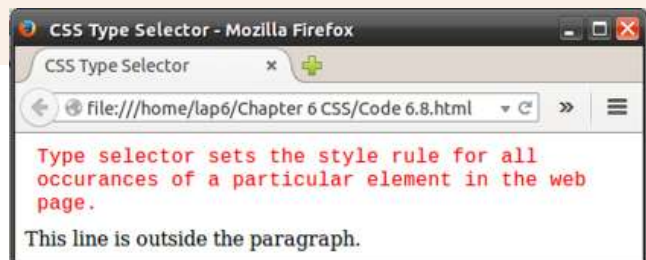 CSS Type Selector - Mozilla Firefox
CSS Type Selector
file:///home/lap6/Chapter 6 CSS/Code 6.8.html
Type selector sets the style rule for all
occurances of a particular element in the web
page.
This line is outside the paragraph.